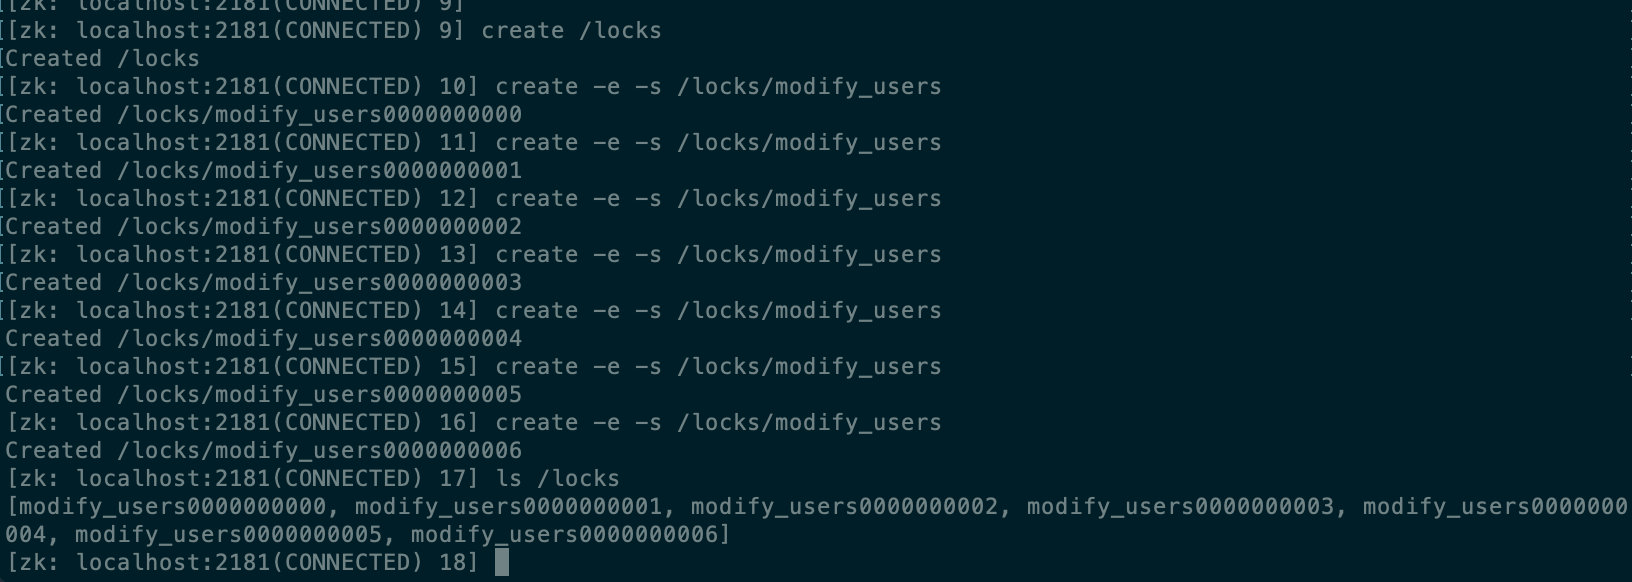 [[zk: localhost:2181(CONNECTED) 9]
[[zk: localhost:2181(CONNECTED) 9] create /locks
[Created /locks
[[zk: localhost:2181(CONNECTED) 10] create -e -s /locks/modify_users
[Created /locks/modify_users0000000000
[[zk: localhost:2181(CONNECTED) 11] create -e -s /locks/modify_users
[Created /locks/modify_users0000000001
[[zk: localhost:2181(CONNECTED) 12] create -e -s /locks/modify_users
[Created /locks/modify_users0000000002
[[zk: localhost:2181(CONNECTED) 13] create -e -s /locks/modify_users
[Created /locks/modify_users0000000003
[[zk: localhost:2181(CONNECTED) 14] create -e -s /locks/modify_users
Created /locks/modify_users0000000004
[[zk: localhost:2181(CONNECTED) 15] create -e -s /locks/modify_users
Created /locks/modify_users0000000005
[zk: localhost:2181(CONNECTED) 16] create -e -s /locks/modify_users
Created /locks/modify_users0000000006
[zk: localhost:2181(CONNECTED) 17] ls /locks
[modify_users0000000000, modify_users0000000001, modify_users0000000002, modify_users0000000003, modify_users0000000
004, modify_users0000000005, modify_users0000000006]
[zk: localhost:2181(CONNECTED) 18]